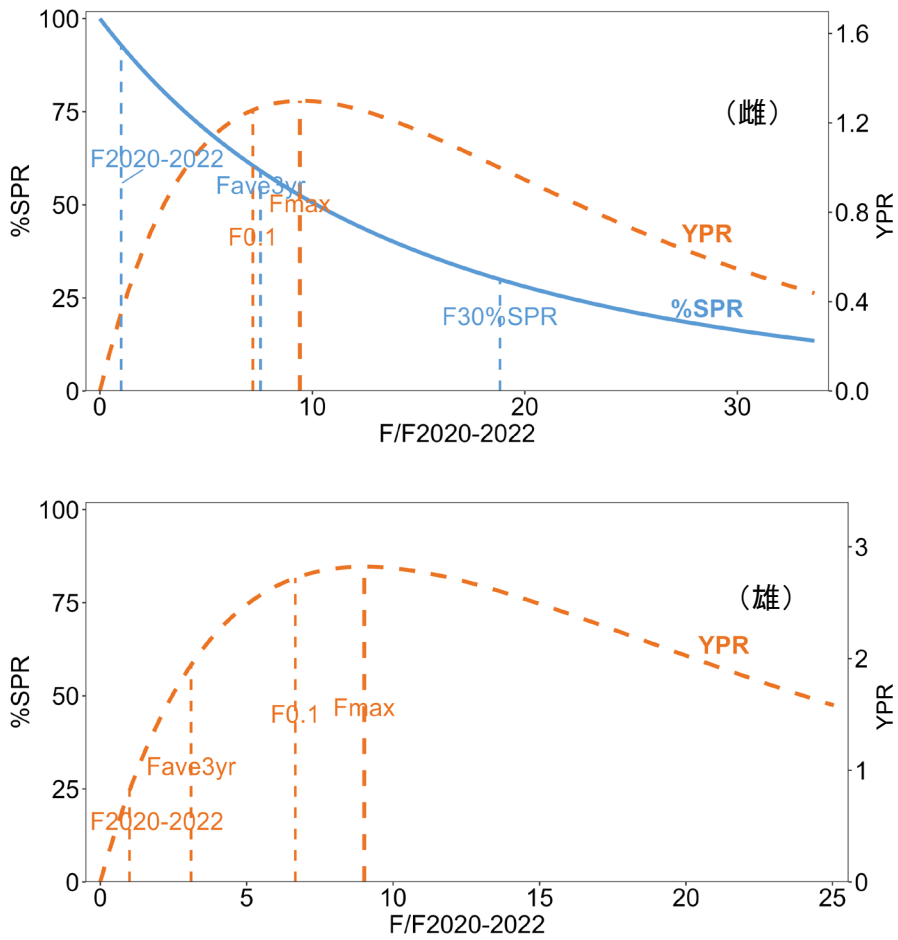 100
75
50
25
0
%SPR
1.6
1.2
0.8
0.4
0.0
YPR
（雌）
F2020-2022
Fave3yr
Fmax
F0.1
YPR
F30%SPR
%SPR
0
10
20
30
F/F2020-2022
100
75
50
25
0
%SPR
3
2
1
0
YPR
（雄）
YPR
F0.1
Fmax
Fave3yr
F2020-2022
0
5
10
15
20
25
F/F2020-2022